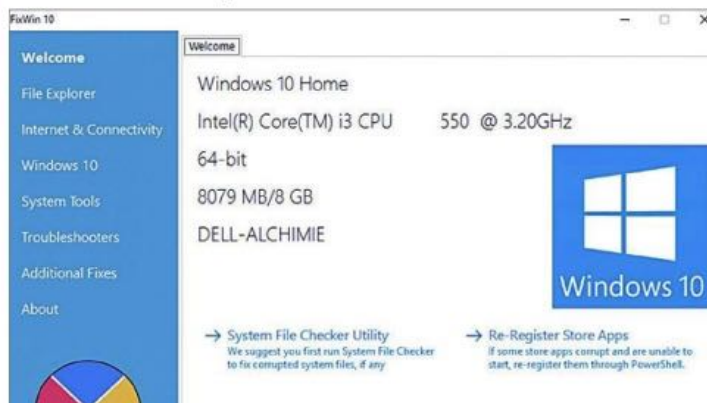 FixWin 10
Welcome
File Explorer
Internet & Connectivity
Windows 10
System Tools
Troubleshooters
Additional Fixes
About
Welcome
Windows 10 Home
Intel(R) Core(TM) i3 CPU 550 @ 3.20GHz
64-bit
8079 MB/8 GB
DELL-ALCHIMIE
Windows 10
→ System File Checker Utility
We suggest you first run System File Checker
to fix corrupted system files, if any
→ Re-Register Store Apps
If some store apps corrupt and are unable to
start, re-register them through PowerShell.